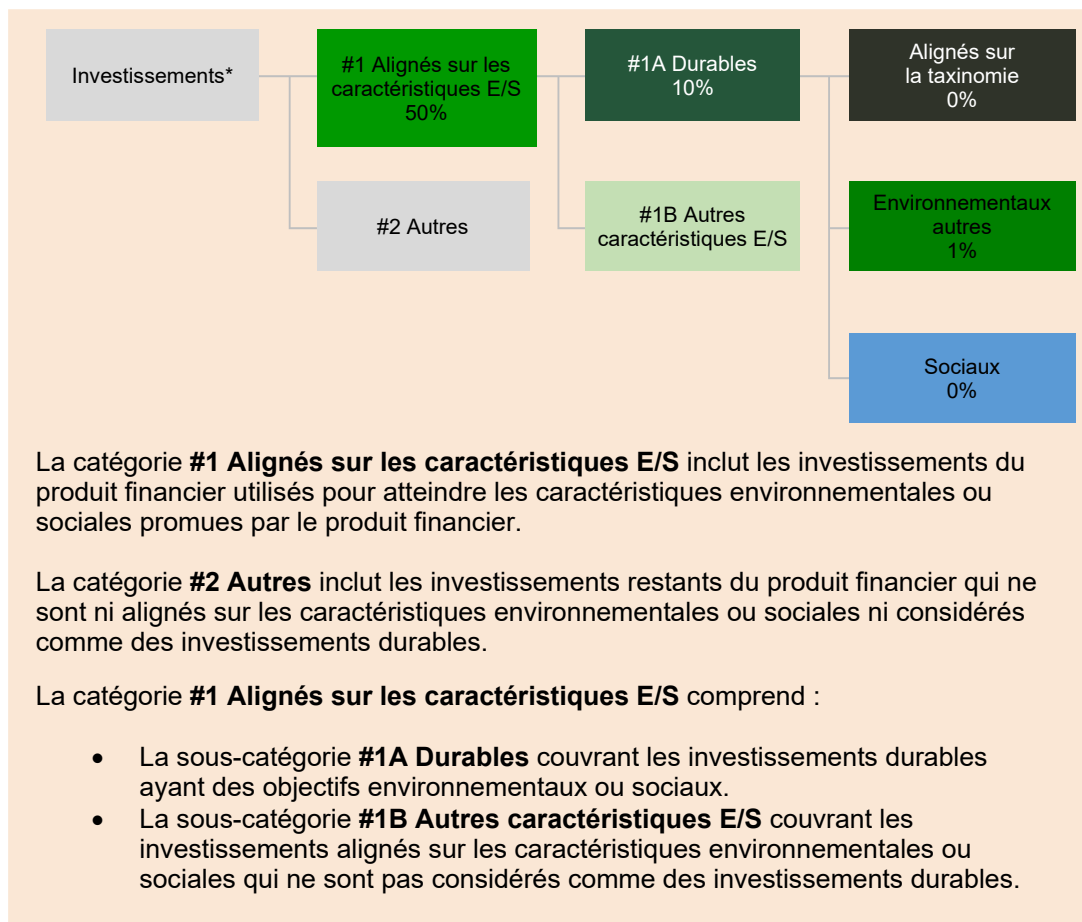 Investissements*
#1 Alignés sur les
caractéristiques E/S
50%
#1A Durables
10%
Alignés sur
la taxinomie
0%
#2 Autres
#1B Autres
caractéristiques E/S
Environnementaux
autres
1%
Sociaux
0%
La catégorie #1 Alignés sur les caractéristiques E/S inclut les investissements du
produit financier utilisés pour atteindre les caractéristiques environnementales ou
sociales promues par le produit financier.
La catégorie #2 Autres inclut les investissements restants du produit financier qui ne
sont ni alignés sur les caractéristiques environnementales ou sociales ni considérés
comme des investissements durables.
La catégorie #1 Alignés sur les caractéristiques E/S comprend :
• La sous-catégorie #1A Durables couvrant les investissements durables
ayant des objectifs environnementaux ou sociaux.
• La sous-catégorie #1B Autres caractéristiques E/S couvrant les
investissements alignés sur les caractéristiques environnementales ou
sociales qui ne sont pas considérés comme des investissements durables.